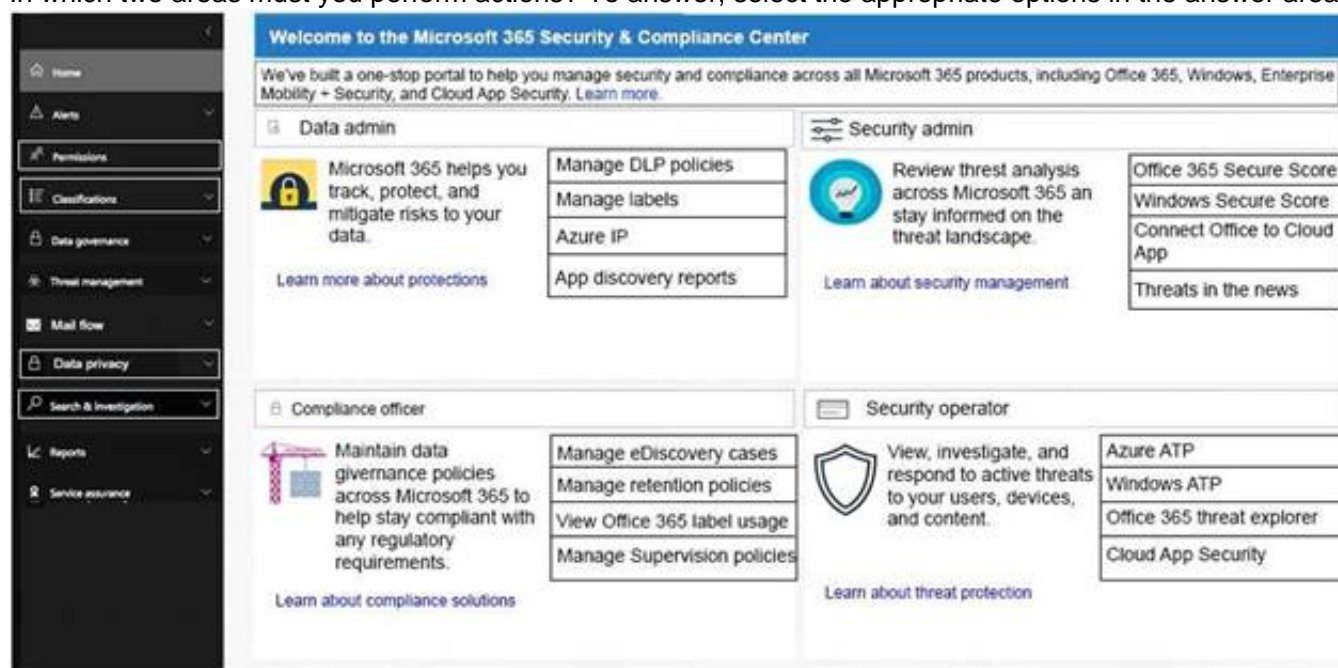 in which two areas must you perform actions? To answer, select the appropriate options in the answer area
Home
Alerts
Permissions
Classifications
Data governance
Threat management
Mail flow
Data privacy
Search & investigation
Reports
Service assurance
Welcome to the Microsoft 365 Security & Compliance Center
We've built a one-stop portal to help you manage security and compliance across all Microsoft 365 products, including Office 365, Windows, Enterprise
Mobility + Security, and Cloud App Security. Learn more.
Data admin
Microsoft 365 helps you
track, protect, and
mitigate risks to your
data.
Learn more about protections
Manage DLP policies
Manage labels
Azure IP
App discovery reports
Security admin
Review threst analysis
across Microsoft 365 an
stay informed on the
threat landscape.
Learn about security management
Office 365 Secure Score
Windows Secure Score
Connect Office to Cloud
App
Threats in the news
Compliance officer
Maintain data
givernance policies
across Microsoft 365 to
help stay compliant with
any regulatory
requirements.
Learn about compliance solutions
Manage eDiscovery cases
Manage retention policies
View Office 365 label usage
Manage Supervision policies
Security operator
View, investigate, and
respond to active threats
to your users, devices,
and content.
Learn about threat protection
Azure ATP
Windows ATP
Office 365 threat explorer
Cloud App Security